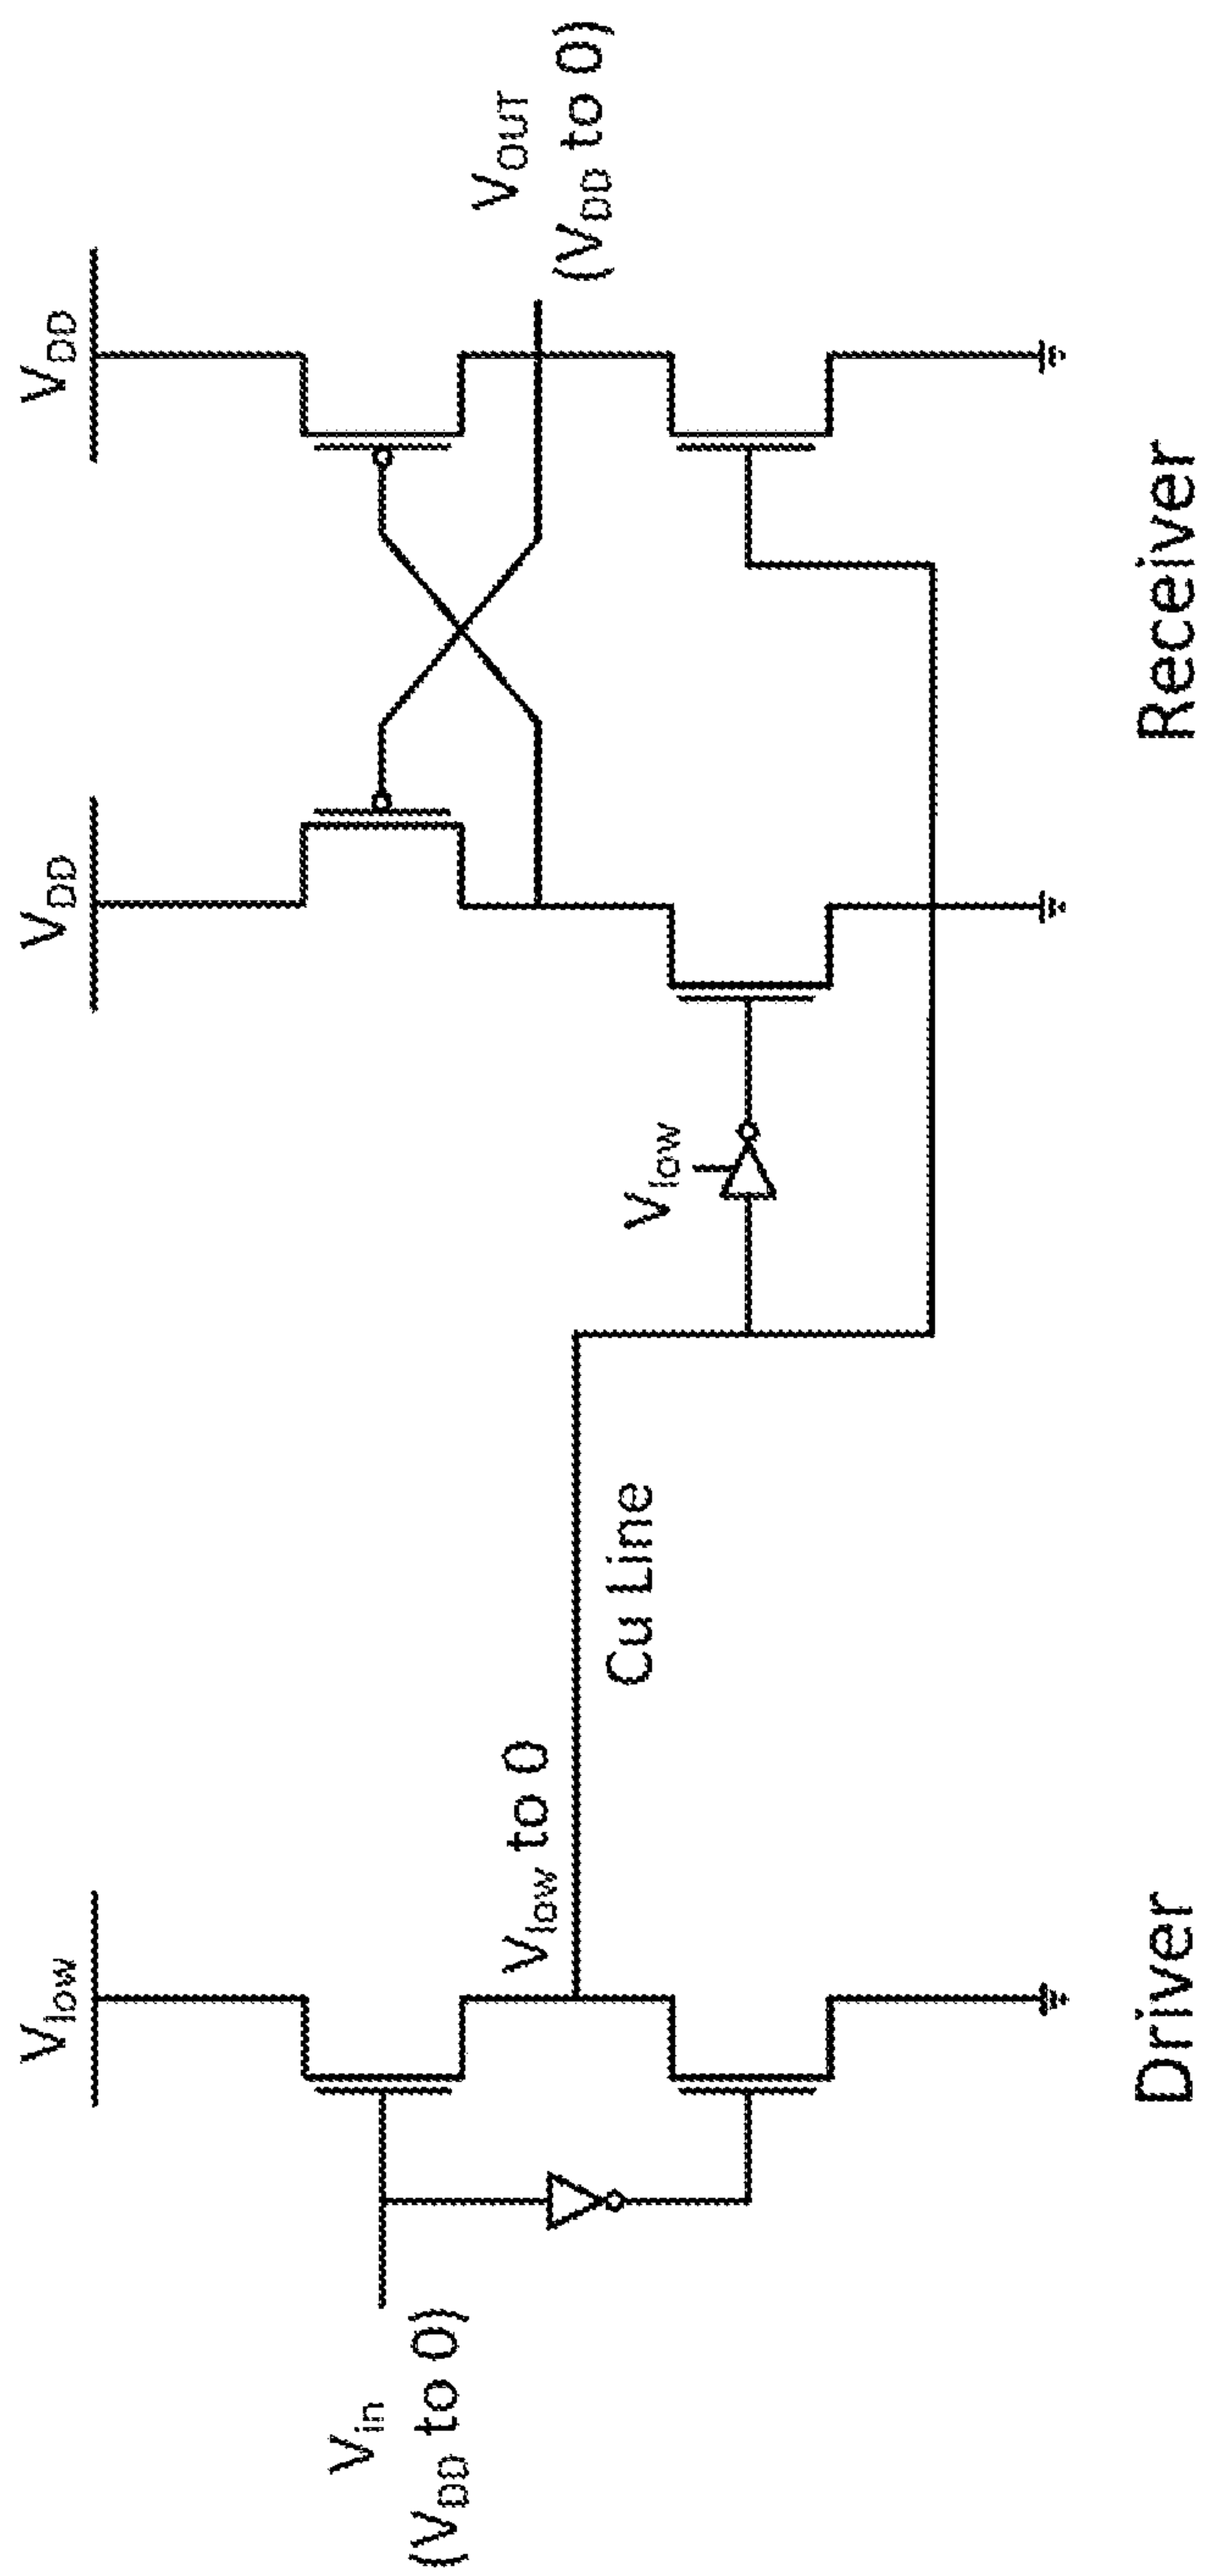 V_low
V_DD
V_DD
V_in
(V_DD to 0)
V_low to 0
Cu Line
V_low
V_OUT
(V_DD to 0)
Driver
Receiver